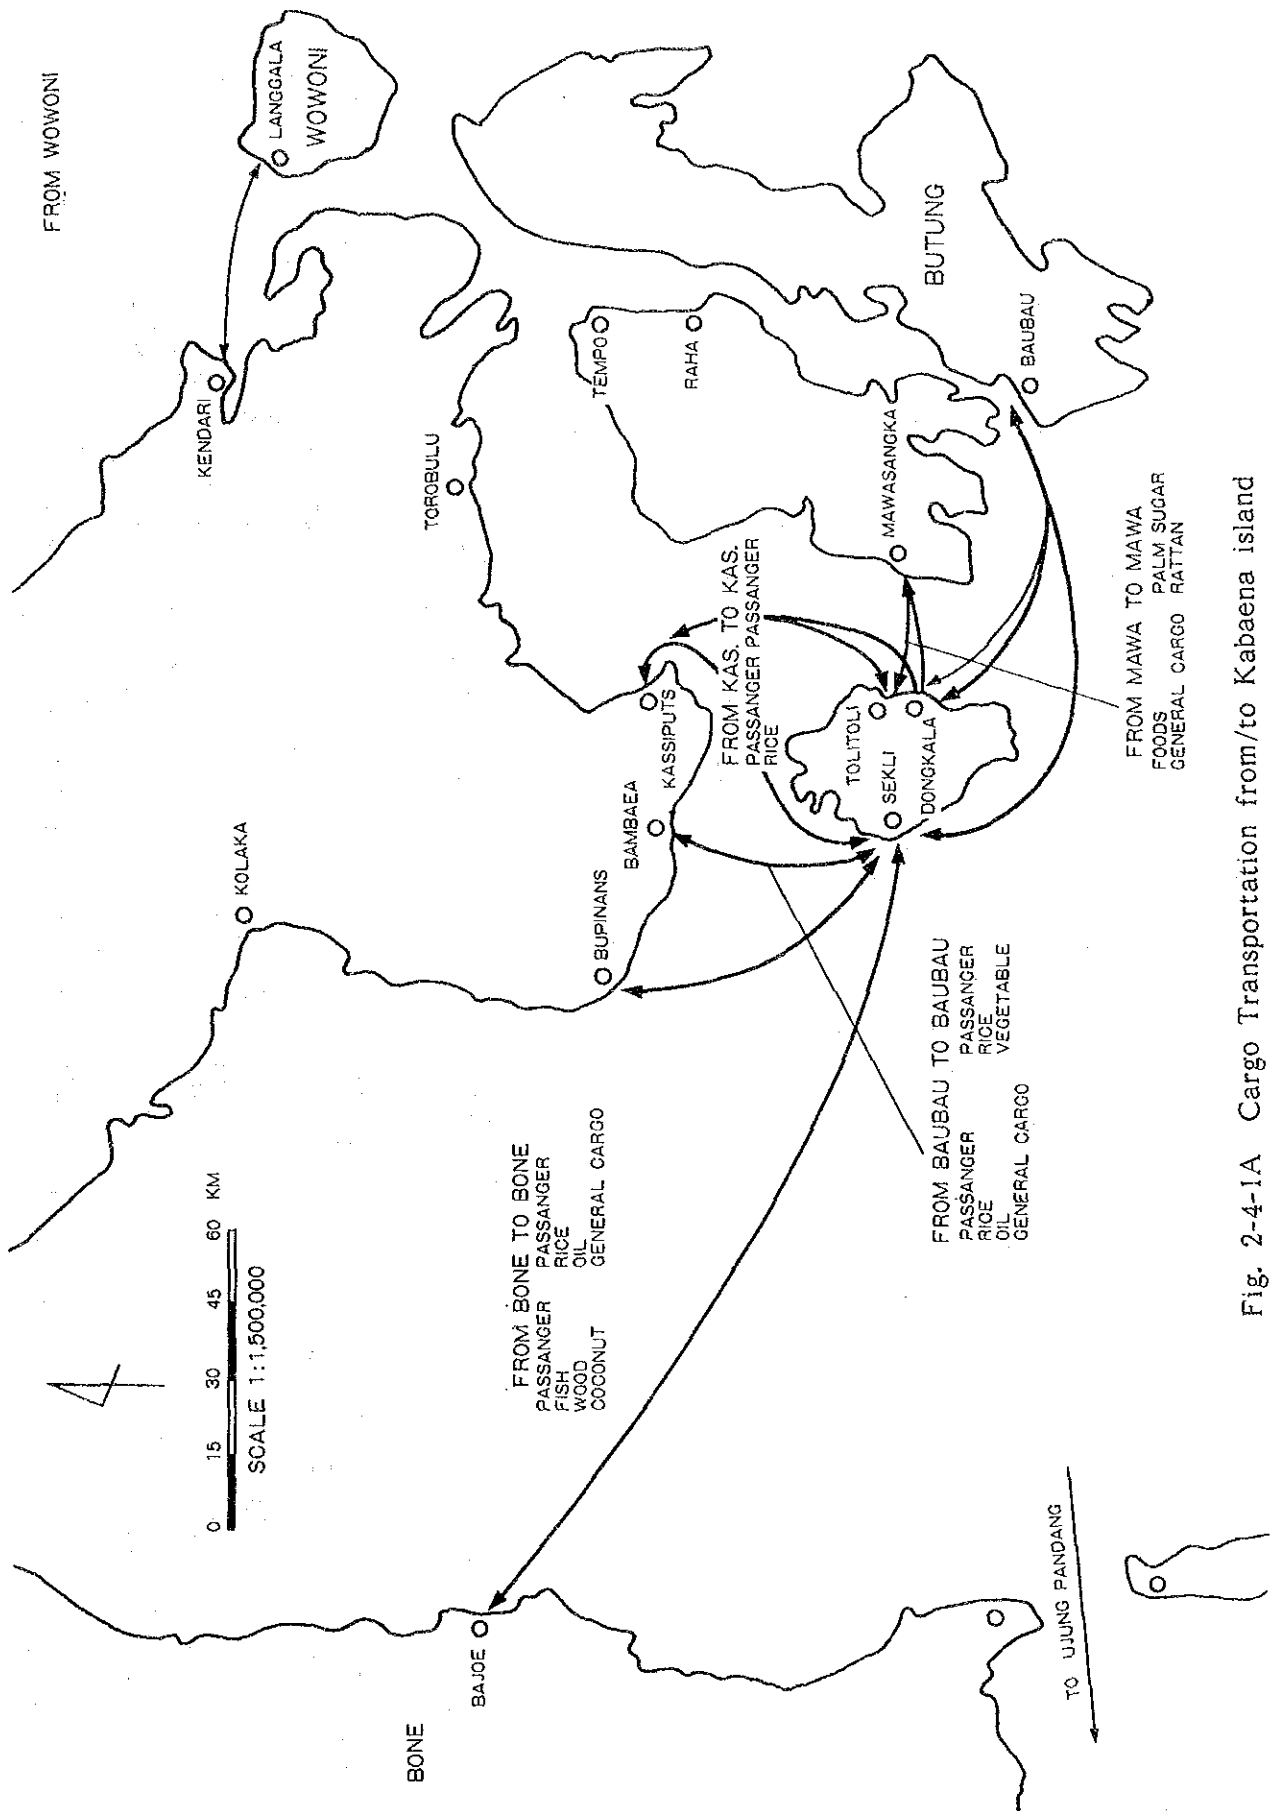 FROM WOWONI
LANGGALA
WOWONI
KENDARI
KOLAKA
TOROBULU
TEMPO
RAHA
BUTUNG
BAUBAU
MAWASANGKA
KASSIPUTS
BAMBAEA
BUPINANS
TOLITOLI
SEKLI
DONGKALA
FROM KAS. TO KAS.
PASSANGER PASSANGER
RICE
FROM MAWA TO MAWA
FOODS PALM SUGAR
GENERAL CARGO RATTAN
FROM BAUBAU TO BAUBAU
PASSANGER PASSANGER
RICE RICE
OIL VEGETABLE
GENERAL CARGO
FROM BONE TO BONE
PASSANGER PASSANGER
FISH RICE
WOOD OIL
COCONUT GENERAL CARGO
0 15 30 45 60 KM
SCALE 1:1,500,000
BAJOE
BONE
TO UJUNG PANDANG
Fig. 2-4-1A Cargo Transportation from/to Kabaena island